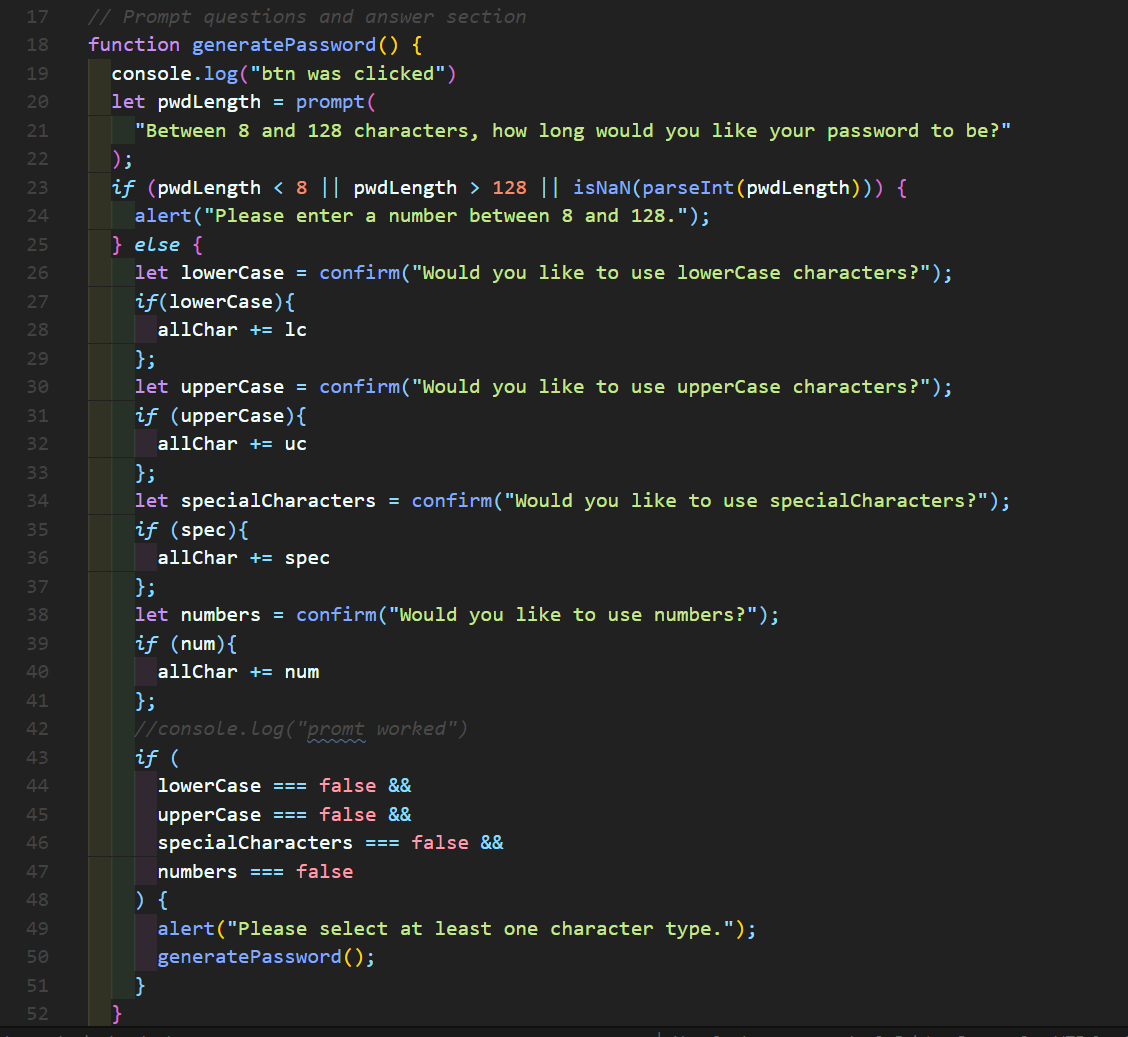 17 // Prompt questions and answer section
18 function generatePassword() {
19 console.log("btn was clicked")
20 let pwdLength = prompt(
21 "Between 8 and 128 characters, how long would you like your password to be?"
22 );
23 if (pwdLength < 8 || pwdLength > 128 || isNaN(parseInt(pwdLength))) {
24 alert("Please enter a number between 8 and 128.");
25 } else {
26 let lowerCase = confirm("Would you like to use lowerCase characters?");
27 if(lowerCase){
28 allChar += lc
29 };
30 let upperCase = confirm("Would you like to use upperCase characters?");
31 if (upperCase){
32 allChar += uc
33 };
34 let specialCharacters = confirm("Would you like to use specialCharacters?");
35 if (spec){
36 allChar += spec
37 };
38 let numbers = confirm("Would you like to use numbers?");
39 if (num){
40 allChar += num
41 };
42 //console.log("promt worked")
43 if (
44 lowerCase === false &&
45 upperCase === false &&
46 specialCharacters === false &&
47 numbers === false
48 ) {
49 alert("Please select at least one character type.");
50 generatePassword();
51 }
52 }